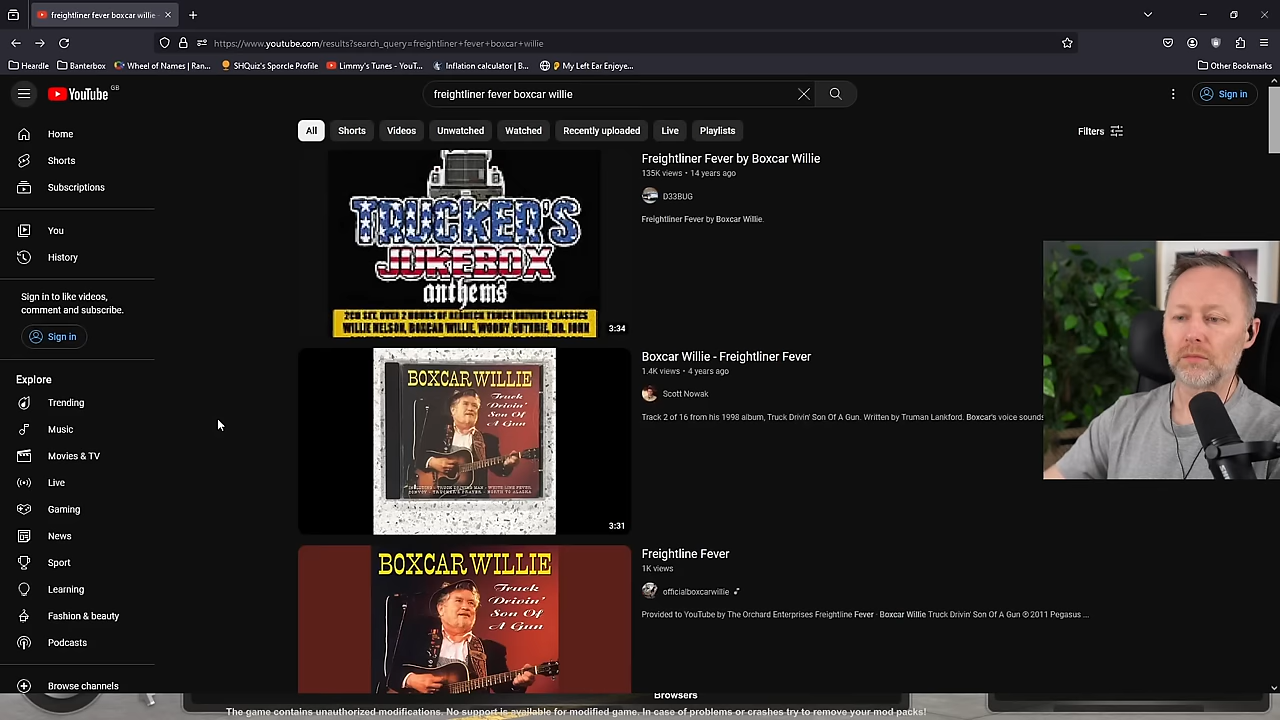 freightliner fever boxcar willie -
https://www.youtube.com/results?search_query=freightliner+fever+boxcar+willie
Heardle
Banterbox
Wheel of Names | Ran...
SHQuiz's Sporcle Profile
Limmy's Tunes - YouT...
Inflation calculator | B...
My Left Ear Enjoye...
Other Bookmarks
YouTube GB
freightliner fever boxcar willie
Sign in
All
Shorts
Videos
Unwatched
Watched
Recently uploaded
Live
Playlists
Filters
Home
Shorts
Subscriptions
You
History
Sign in to like videos,
comment and subscribe.
Sign in
Explore
Trending
Music
Movies & TV
Live
Gaming
News
Sport
Learning
Fashion & beauty
Podcasts
Browse channels
TRUCKER'S
JUKEBOX
anthems
WILLIE NELSON, BOXCAR WILLIE, WOODY GUTHRIE, DR. JOHN
3:34
Freightliner Fever by Boxcar Willie
135K views • 14 years ago
D33BUG
Freightliner Fever by Boxcar Willie.
BOXCAR WILLIE
Truck
Drivin'
Son Of
A Gun
3:31
Boxcar Willie - Freightliner Fever
1.4K views • 4 years ago
Scott Nowak
Track 2 of 16 from his 1998 album, Truck Drivin' Son Of A Gun. Written by Truman Lankford. Boxcar's voice sounds
BOXCAR WILLIE
Truck
Drivin'
Son Of
A Gun
Freightline Fever
1K views
officialboxcarwillie
Provided to YouTube by The Orchard Enterprises Freightline Fever · Boxcar Willie Truck Drivin' Son Of A Gun ℗ 2011 Pegasus ...
Browsers
The game contains unauthorized modifications. No support is available for modified game. In case of problems or crashes try to remove your mod packs!